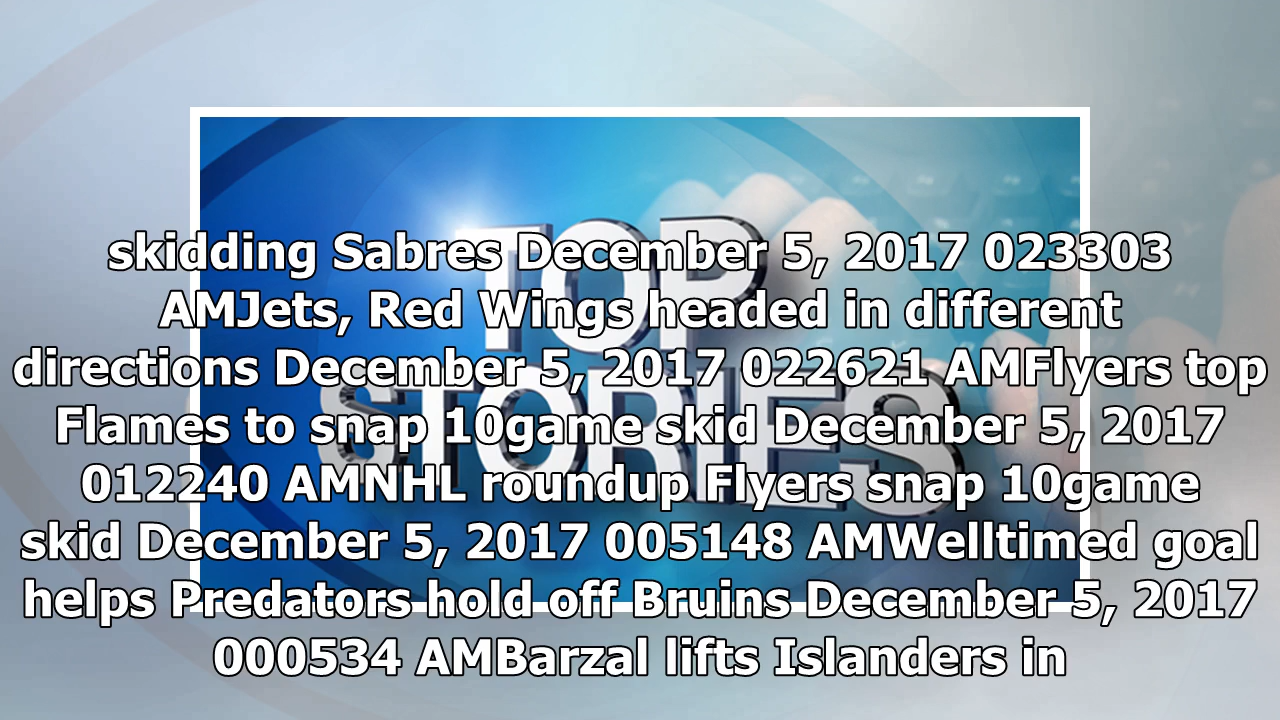 skidding Sabres December 5, 2017 023303
AMJets, Red Wings headed in different
directions December 5, 2017 022621 AMFlyers top
Flames to snap 10game skid December 5, 2017
012240 AMNHL roundup Flyers snap 10game
skid December 5, 2017 005148 AMWelltimed goal
helps Predators hold off Bruins December 5, 2017
000534 AMBarzal lifts Islanders in
TOP
STORIES